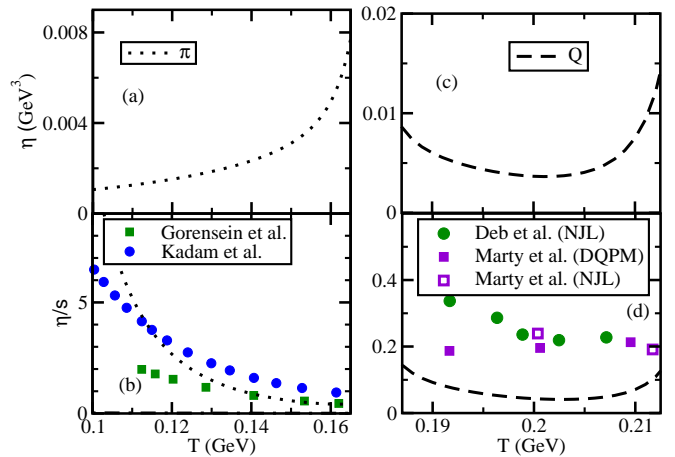 0.008
π
(a)
η (GeV³)
0.004
0
0.02
Q
(c)
0.01
0
Gorensein et al.
Kadam et al.
η/s
5
(b)
0
0.1
0.12
0.14
0.16
T (GeV)
Deb et al. (NJL)
Marty et al. (DQPM)
Marty et al. (NJL)
(d)
0.4
0.2
0
0.19
0.2
0.21
T (GeV)